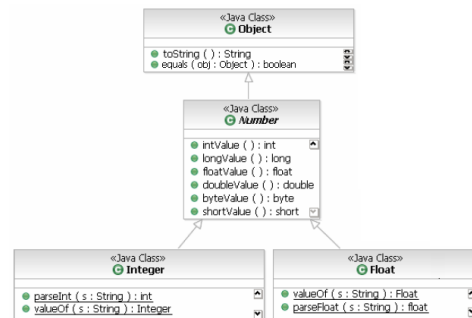 «Java Class»
Object
toString ( ) : String
equals ( obj : Object ) : boolean
«Java Class»
Number
intValue ( ) : int
longValue ( ) : long
floatValue ( ) : float
doubleValue ( ) : double
byteValue ( ) : byte
shortValue ( ) : short
«Java Class»
Integer
parseInt ( s : String ) : int
valueOf ( s : String ) : Integer
«Java Class»
Float
valueOf ( s : String ) : Float
parseFloat ( s : String ) : float